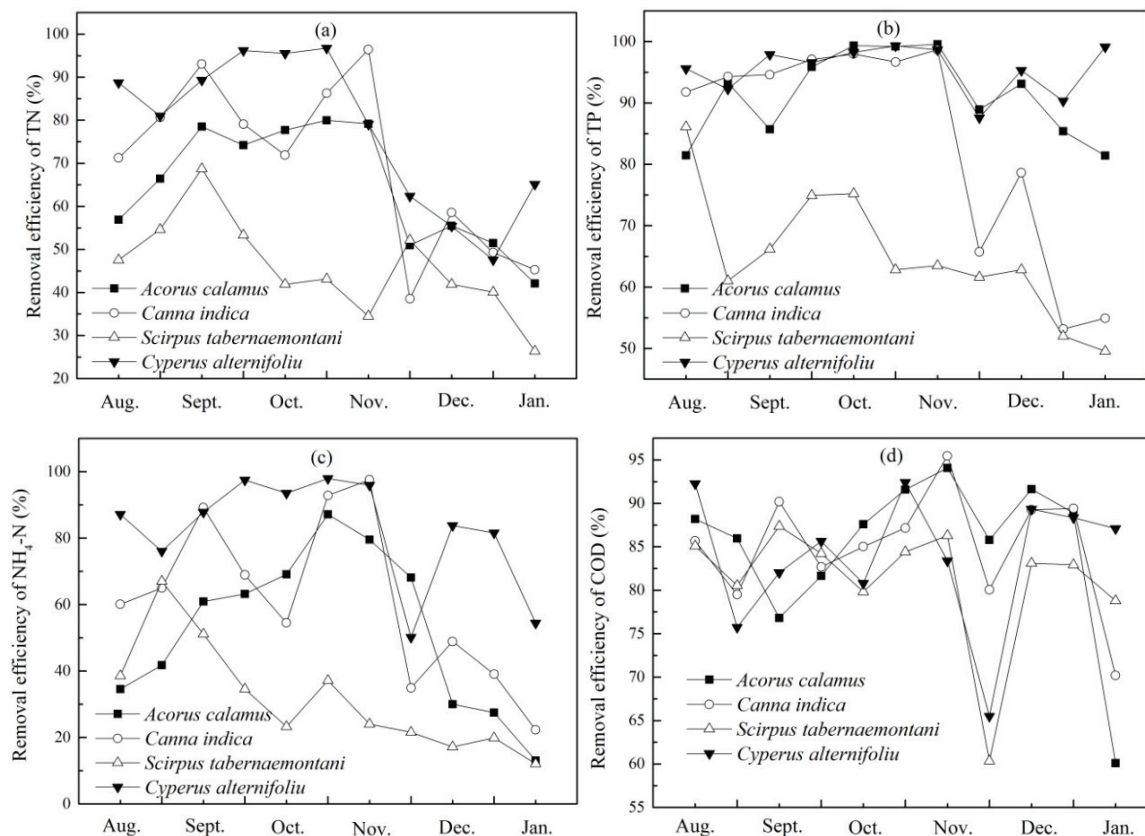 (a)
Removal efficiency of TN (%)
100
90
80
70
60
50
40
30
20
Acorus calamus
Canna indica
Scirpus tabernaemontani
Cyperus alternifoliu
Aug. Sept. Oct. Nov. Dec. Jan.
(b)
Removal efficiency of TP (%)
100
90
80
70
60
50
Acorus calamus
Canna indica
Scirpus tabernaemontani
Cyperus alternifoliu
Aug. Sept. Oct. Nov. Dec. Jan.
(c)
Removal efficiency of NH4-N (%)
100
80
60
40
20
0
Acorus calamus
Canna indica
Scirpus tabernaemontani
Cyperus alternifoliu
Aug. Sept. Oct. Nov. Dec. Jan.
(d)
Removal efficiency of COD (%)
95
90
85
80
75
70
65
60
55
Acorus calamus
Canna indica
Scirpus tabernaemontani
Cyperus alternifoliu
Aug. Sept. Oct. Nov. Dec. Jan.